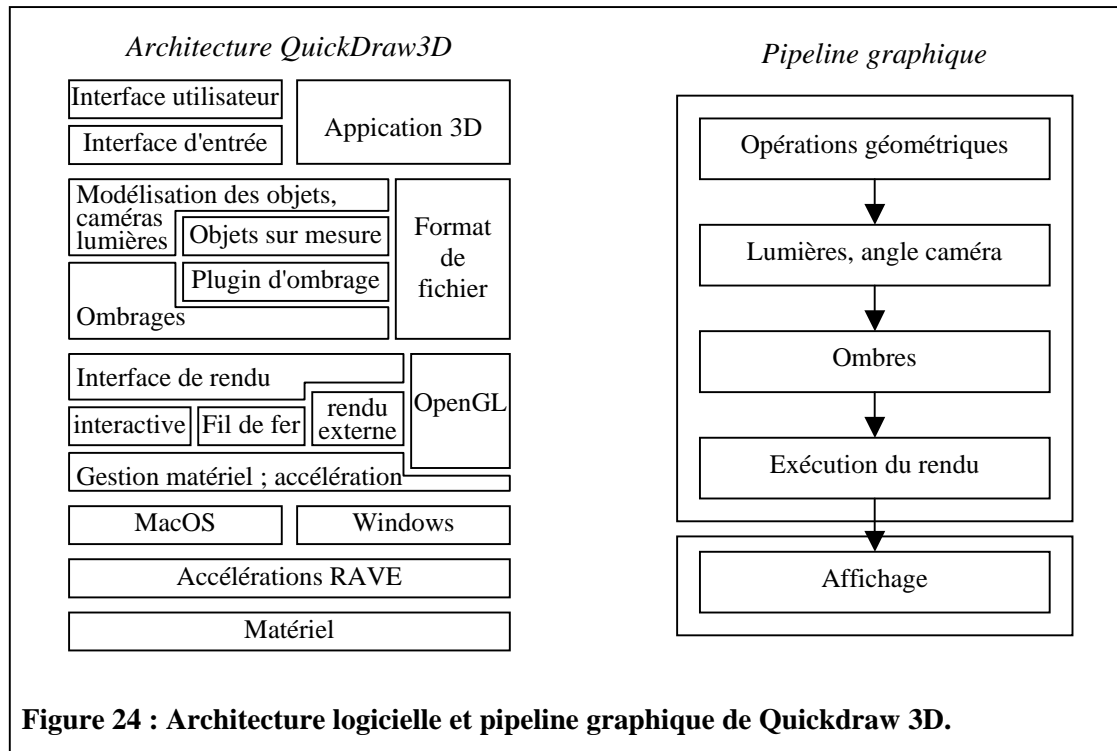 Architecture QuickDraw3D
Interface utilisateur
Interface d'entrée
Appication 3D
Modélisation des objets,
caméras
lumières
Objets sur mesure
Plugin d'ombrage
Ombrages
Format
de
fichier
Interface de rendu
interactive
Fil de fer
rendu
externe
OpenGL
Gestion matériel ; accélération
MacOS
Windows
Accélérations RAVE
Matériel
Pipeline graphique
Opérations géométriques
Lumières, angle caméra
Ombres
Exécution du rendu
Affichage
Figure 24 : Architecture logicielle et pipeline graphique de Quickdraw 3D.